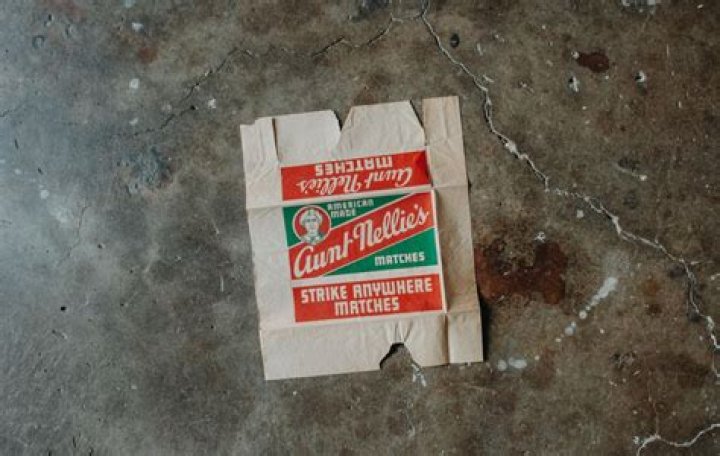 Aunt Nellie's
MATCHES
AMERICAN
MADE
Aunt Nellie's
MATCHES
STRIKE ANYWHERE
MATCHES